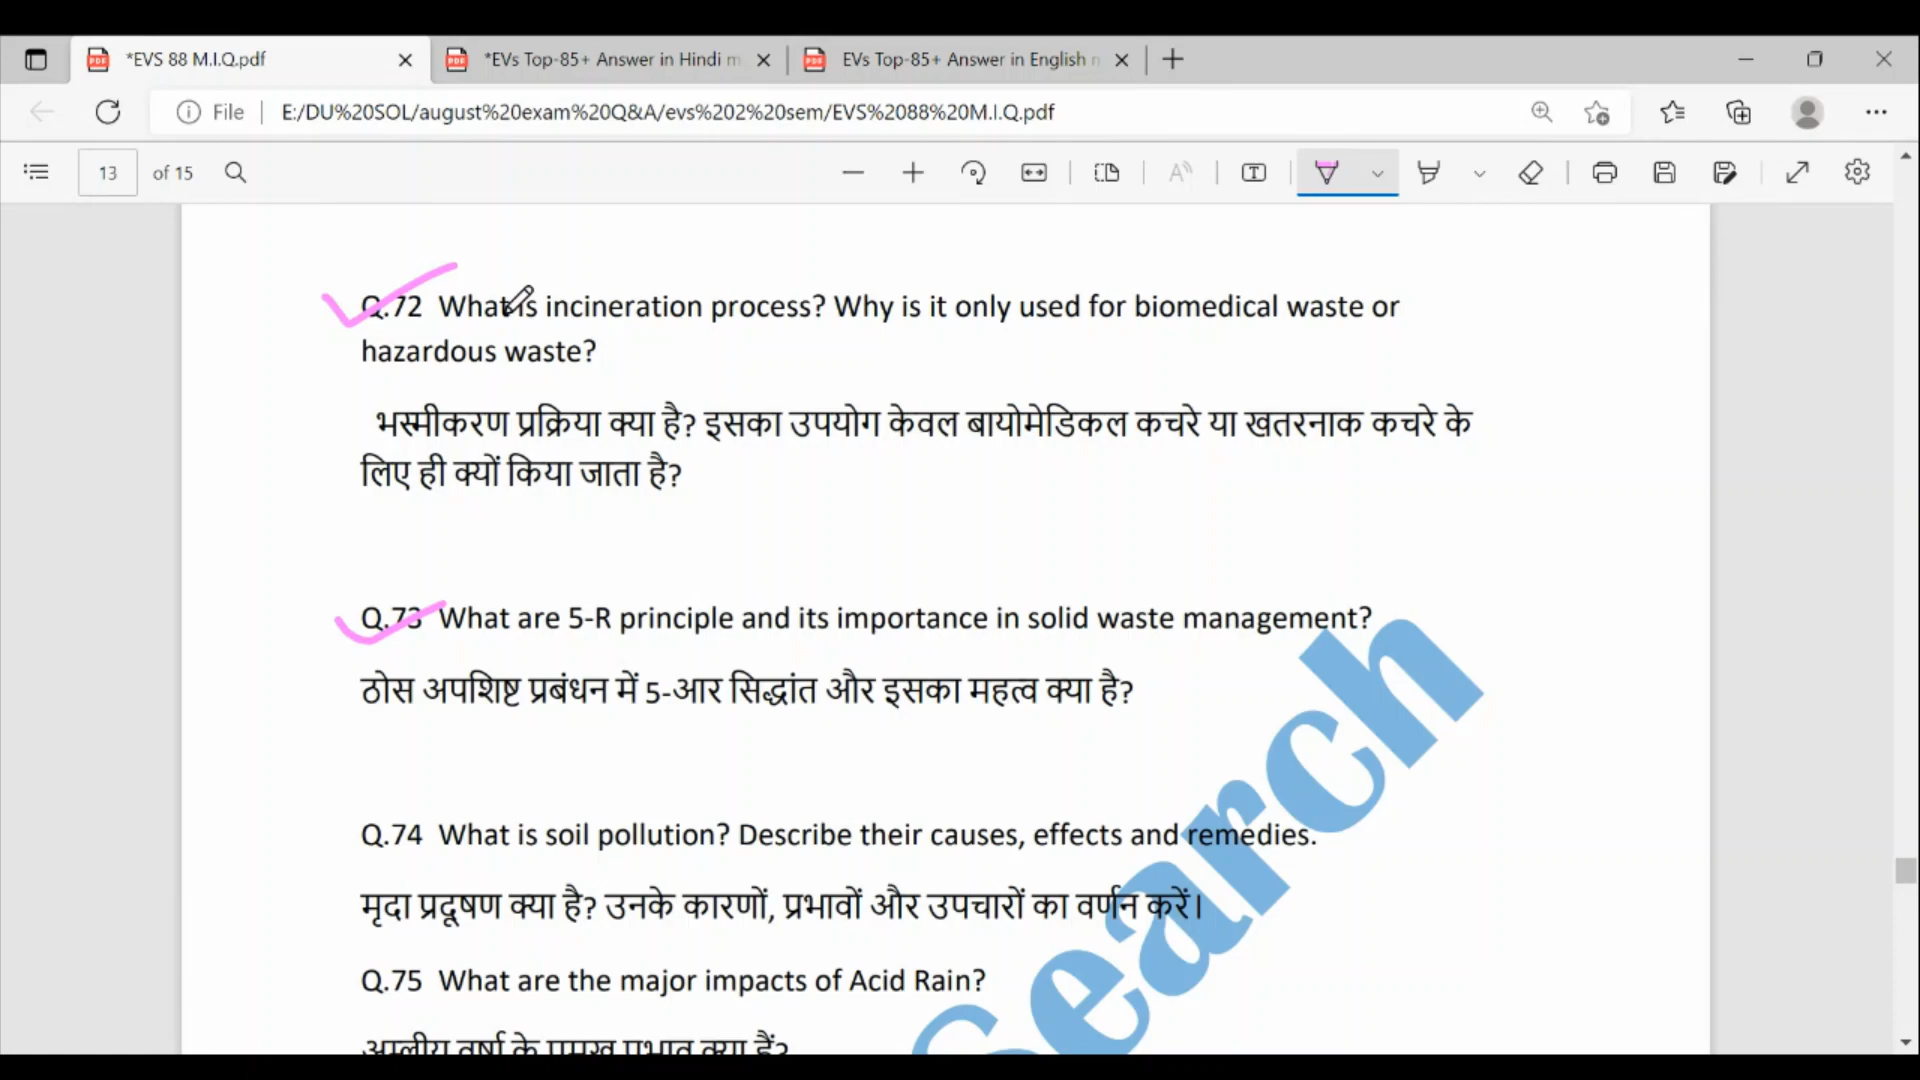 *EVS 88 M.I.Q.pdf
*EVs Top-85+ Answer in Hindi
EVs Top-85+ Answer in English
File
E:/DU%20SOL/august%20exam%20Q&A/evs%202%20sem/EVS%2088%20M.I.Q.pdf
13 of 15
Q.72 What is incineration process? Why is it only used for biomedical waste or
hazardous waste?
भस्मीकरण प्रक्रिया क्या है? इसका उपयोग केवल बायोमेडिकल कचरे या खतरनाक कचरे के
लिए ही क्यों किया जाता है?
Q.73 What are 5-R principle and its importance in solid waste management?
ठोस अपशिष्ट प्रबंधन में 5-आर सिद्धांत और इसका महत्व क्या है?
Q.74 What is soil pollution? Describe their causes, effects and remedies.
मृदा प्रदूषण क्या है? उनके कारणों, प्रभावों और उपचारों का वर्णन करें।
Q.75 What are the major impacts of Acid Rain?
अम्लीय वर्षा के प्रमुख प्रभाव क्या हैं?
Search